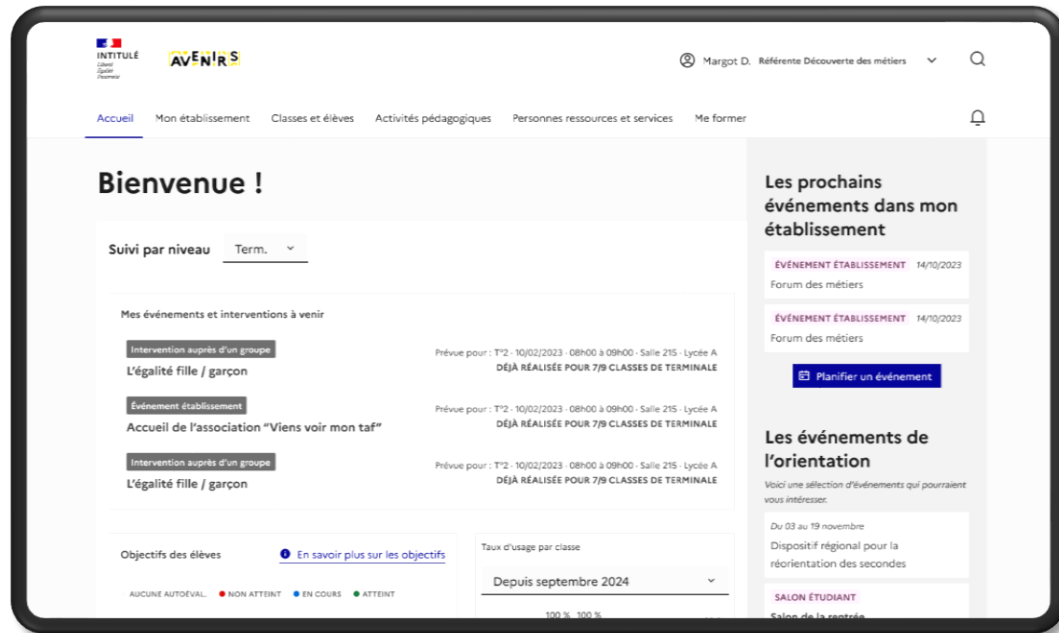 INTITULÉ
Liberté
Égalité
Fraternité
AVENIRS
Margot D. Référente Découverte des métiers
Accueil
Mon établissement
Classes et élèves
Activités pédagogiques
Personnes ressources et services
Me former
Bienvenue !
Suivi par niveau Term.
Mes événements et interventions à venir
Intervention auprès d'un groupe
L'égalité fille / garçon
Prévue pour : T°2 - 10/02/2023 - 08h00 à 09h00 - Salle 215 - Lycée A
DÉJÀ RÉALISÉE POUR 7/9 CLASSES DE TERMINALE
Événement établissement
Accueil de l'association "Viens voir mon taf"
Prévue pour : T°2 - 10/02/2023 - 08h00 à 09h00 - Salle 215 - Lycée A
DÉJÀ RÉALISÉE POUR 7/9 CLASSES DE TERMINALE
Intervention auprès d'un groupe
L'égalité fille / garçon
Prévue pour : T°2 - 10/02/2023 - 08h00 à 09h00 - Salle 215 - Lycée A
DÉJÀ RÉALISÉE POUR 7/9 CLASSES DE TERMINALE
Objectifs des élèves
En savoir plus sur les objectifs
AUCUNE AUTOÉVAL. NON ATTEINT EN COURS ATTEINT
Taux d'usage par classe
Depuis septembre 2024
100 % 100 %
Les prochains
événements dans mon
établissement
ÉVÉNEMENT ÉTABLISSEMENT 14/10/2023
Forum des métiers
ÉVÉNEMENT ÉTABLISSEMENT 14/10/2023
Forum des métiers
Planifier un événement
Les événements de
l'orientation
Voici une sélection d'événements qui pourraient
vous intéresser.
Du 03 au 19 novembre
Dispositif régional pour la
réorientation des secondes
SALON ÉTUDIANT
Salon de la rentrée